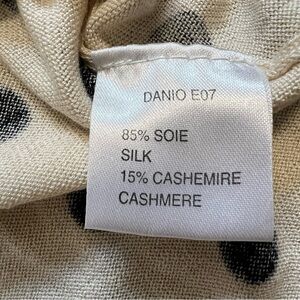 DANIO E07
85% SOIE
SILK
15% CASHEMIRE
CASHMERE